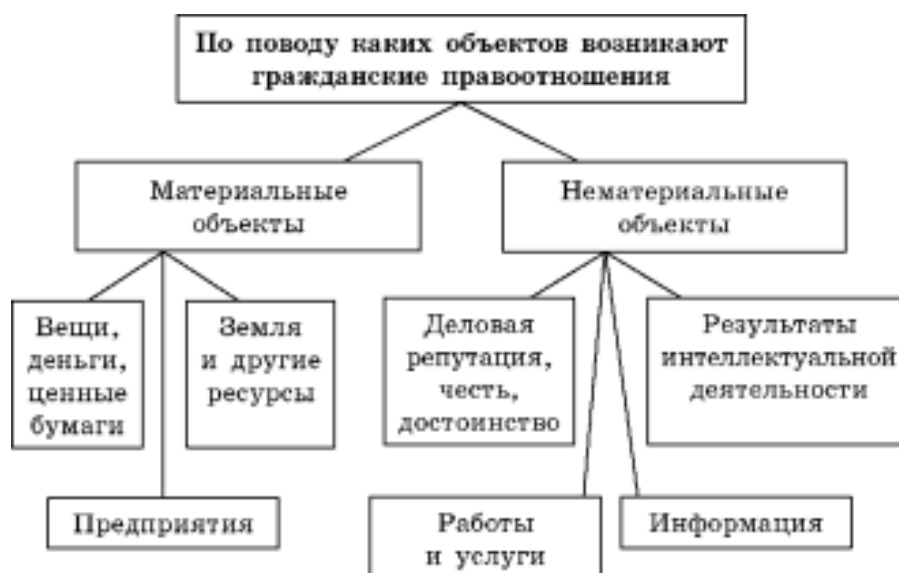 По поводу каких объектов возникают
гражданские правоотношения
Материальные
объекты
Нематериальные
объекты
Вещи,
деньги,
ценные
бумаги
Земля
и другие
ресурсы
Деловая
репутация,
честь,
достоинство
Результаты
интеллектуальной
деятельности
Предприятия
Работы
и услуги
Информация